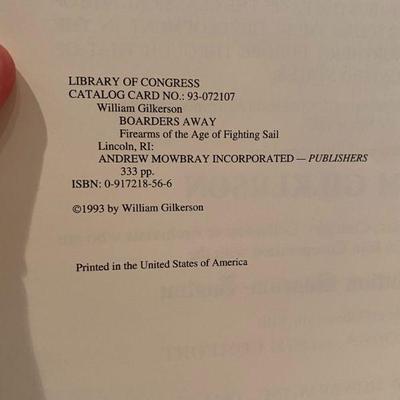 LIBRARY OF CONGRESS
CATALOG CARD NO.: 93-072107
William Gilkerson
BOARDERS AWAY
Firearms of the Age of Fighting Sail
Lincoln, RI:
ANDREW MOWBRAY INCORPORATED — PUBLISHERS
333 pp.
ISBN: 0-917218-56-6
©1993 by William Gilkerson
Printed in the United States of America